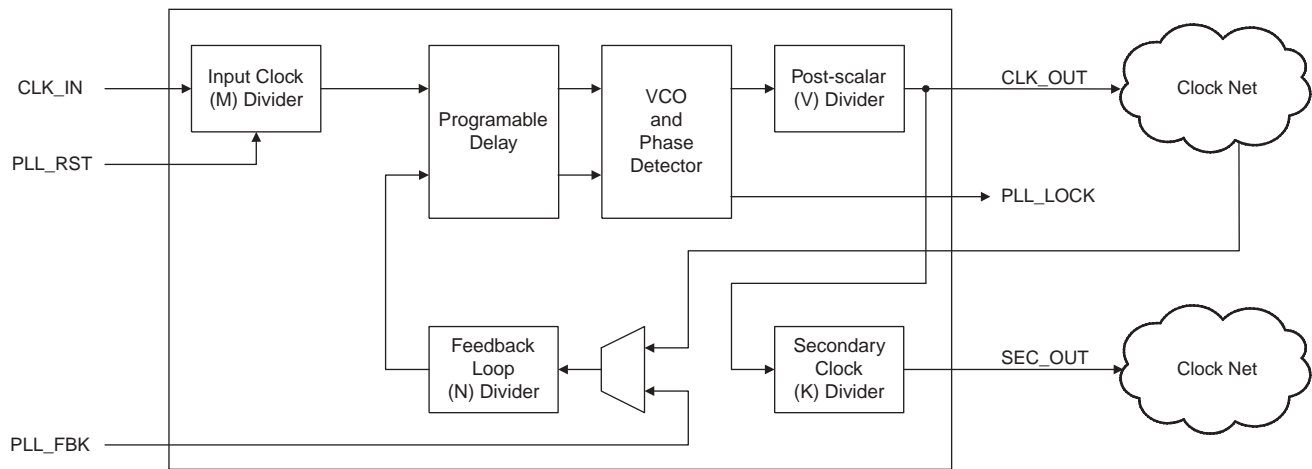 CLK_IN
PLL_RST
Input Clock
(M) Divider
Programable
Delay
VCO
and
Phase
Detector
Post-scalar
(V) Divider
CLK_OUT
Clock Net
PLL_LOCK
Feedback
Loop
(N) Divider
Secondary
Clock
(K) Divider
SEC_OUT
Clock Net
PLL_FBK